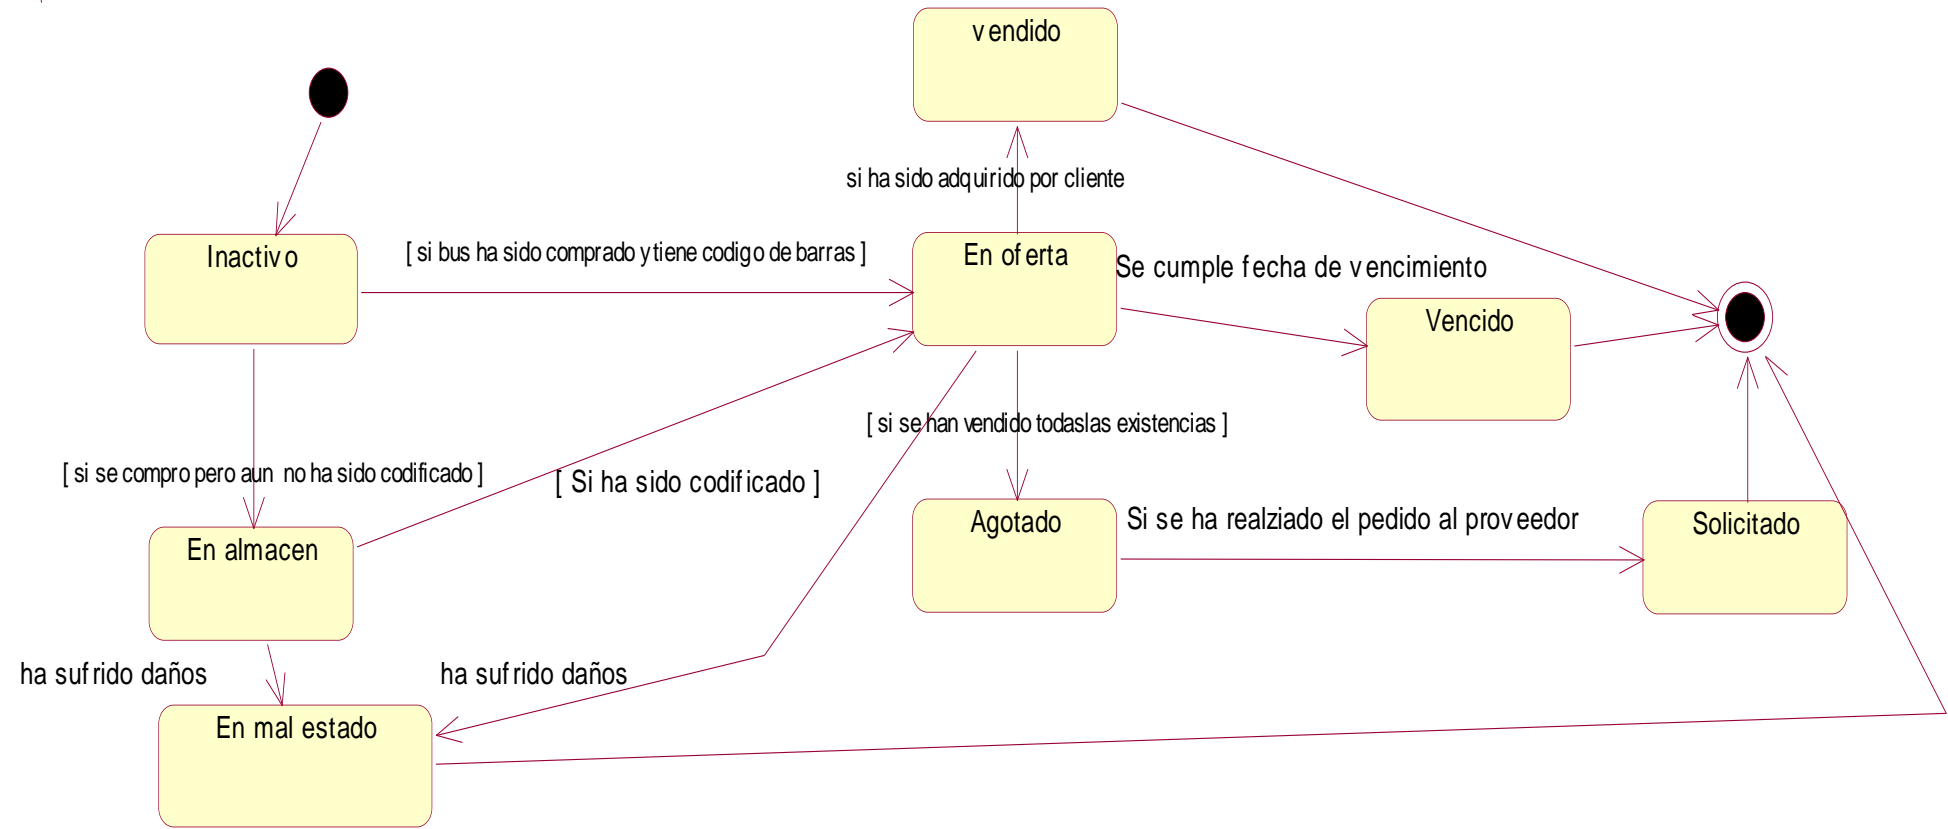 vendido
si ha sido adquirido por cliente
Inactivo
[ si bus ha sido comprado y tiene codigo de barras ]
En oferta
Se cumple fecha de vencimiento
Vencido
[ si se han vendido todaslas existencias ]
[ si se compro pero aun no ha sido codificado ]
[ Si ha sido codificado ]
En almacen
Agotado
Si se ha realziado el pedido al proveedor
Solicitado
ha sufrido daños
ha sufrido daños
En mal estado